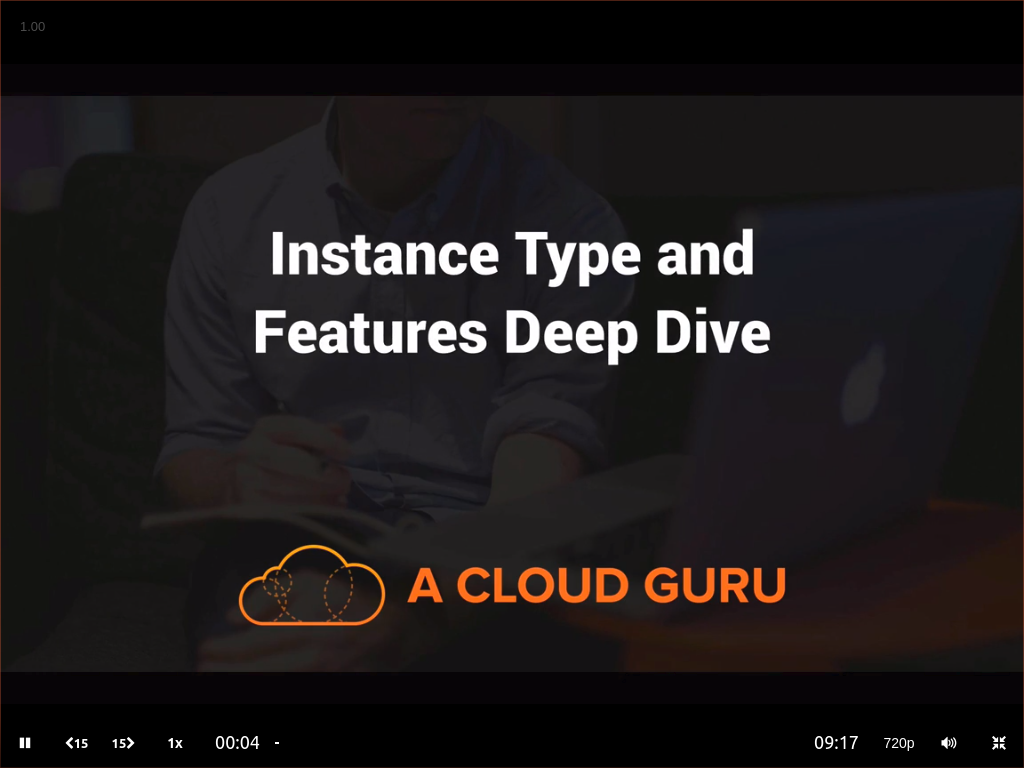 1.00
Instance Type and
Features Deep Dive
A CLOUD GURU
15 15 1x 00:04 - 09:17 720p